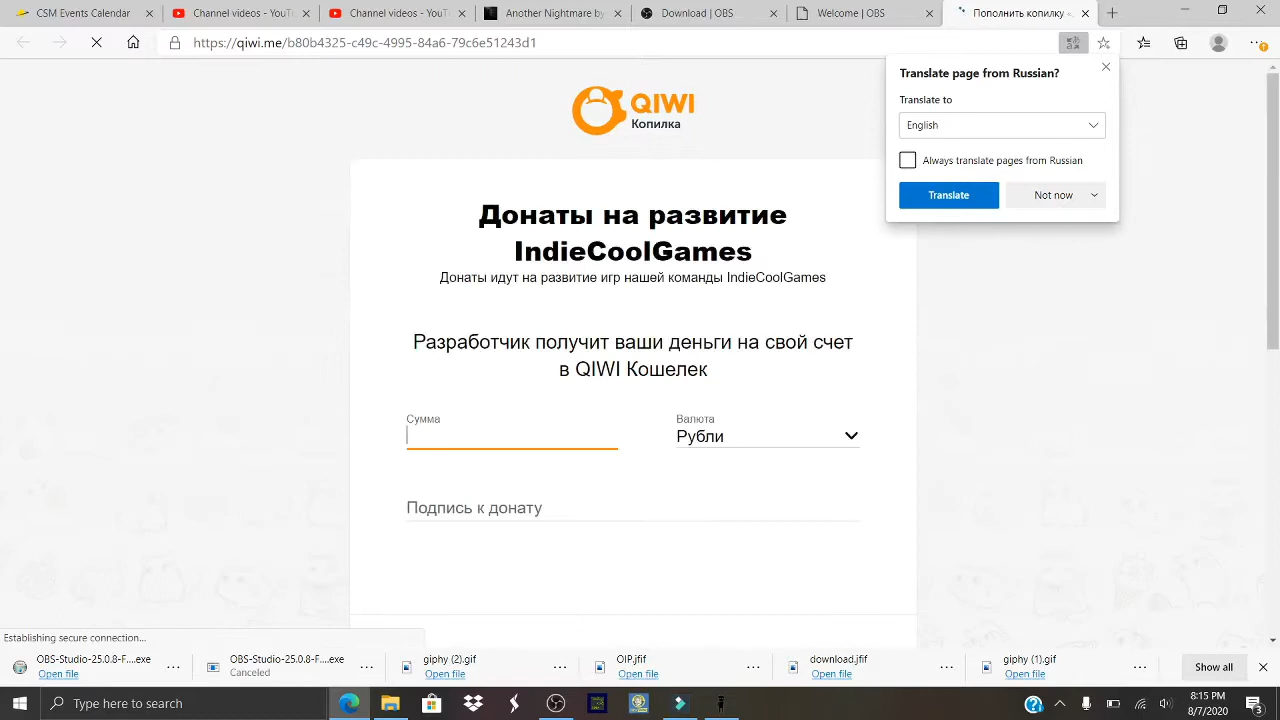 CSM Events Calendar
Channel videos - YouT
Channel videos - YouT
Another Nightmare by
Download | OBS
Welcome | OBS
Пополнить копилку «
https://qiwi.me/b80b4325-c49c-4995-84a6-79c6e51243d1
Translate page from Russian?
Translate to
English
Always translate pages from Russian
Translate
Not now
QIWI
Копилка
Донаты на развитие
IndieCoolGames
Донаты идут на развитие игр нашей команды IndieCoolGames
Разработчик получит ваши деньги на свой счет
в QIWI Кошелек
Сумма
Валюта
Рубли
Подпись к донату
Establishing secure connection...
OBS-Studio-25.0.8-F....exe
Open file
OBS-Studio-25.0.8-F....exe
Canceled
giphy (2).gif
Open file
OIP.jfif
Open file
download.jfif
Open file
giphy (1).gif
Open file
Show all
Type here to search
8:15 PM
8/7/2020
3